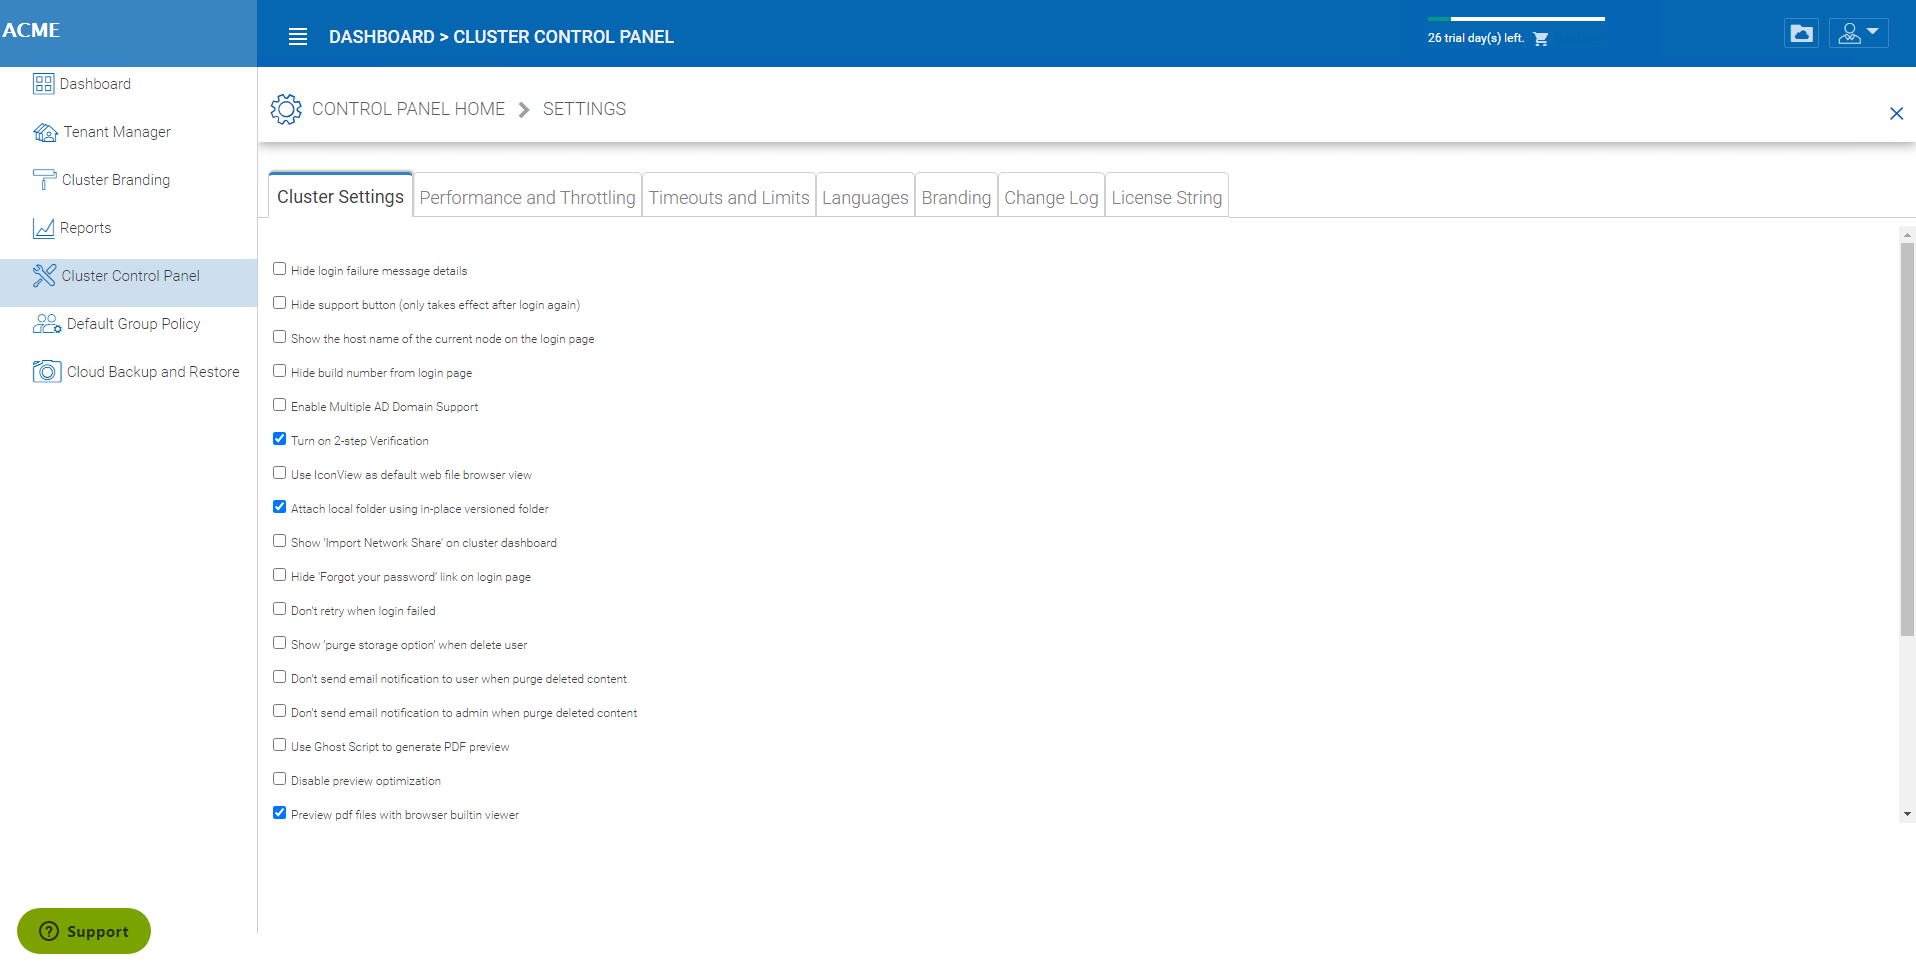 ACME
DASHBOARD > CLUSTER CONTROL PANEL
26 trial day(s) left.
Dashboard
Tenant Manager
Cluster Branding
Reports
Cluster Control Panel
Default Group Policy
Cloud Backup and Restore
CONTROL PANEL HOME
SETTINGS
Cluster Settings
Performance and Throttling
Timeouts and Limits
Languages
Branding
Change Log
License String
Hide login failure message details
Hide support button (only takes effect after login again)
Show the host name of the current node on the login page
Hide build number from login page
Enable Multiple AD Domain Support
Turn on 2-step Verification
Use IconView as default web file browser view
Attach local folder using in-place versioned folder
Show 'Import Network Share' on cluster dashboard
Hide 'Forgot your password' link on login page
Don't retry when login failed
Show 'purge storage option' when delete user
Don't send email notification to user when purge deleted content
Don't send email notification to admin when purge deleted content
Use Ghost Script to generate PDF preview
Disable preview optimization
Preview pdf files with browser builtin viewer
Support